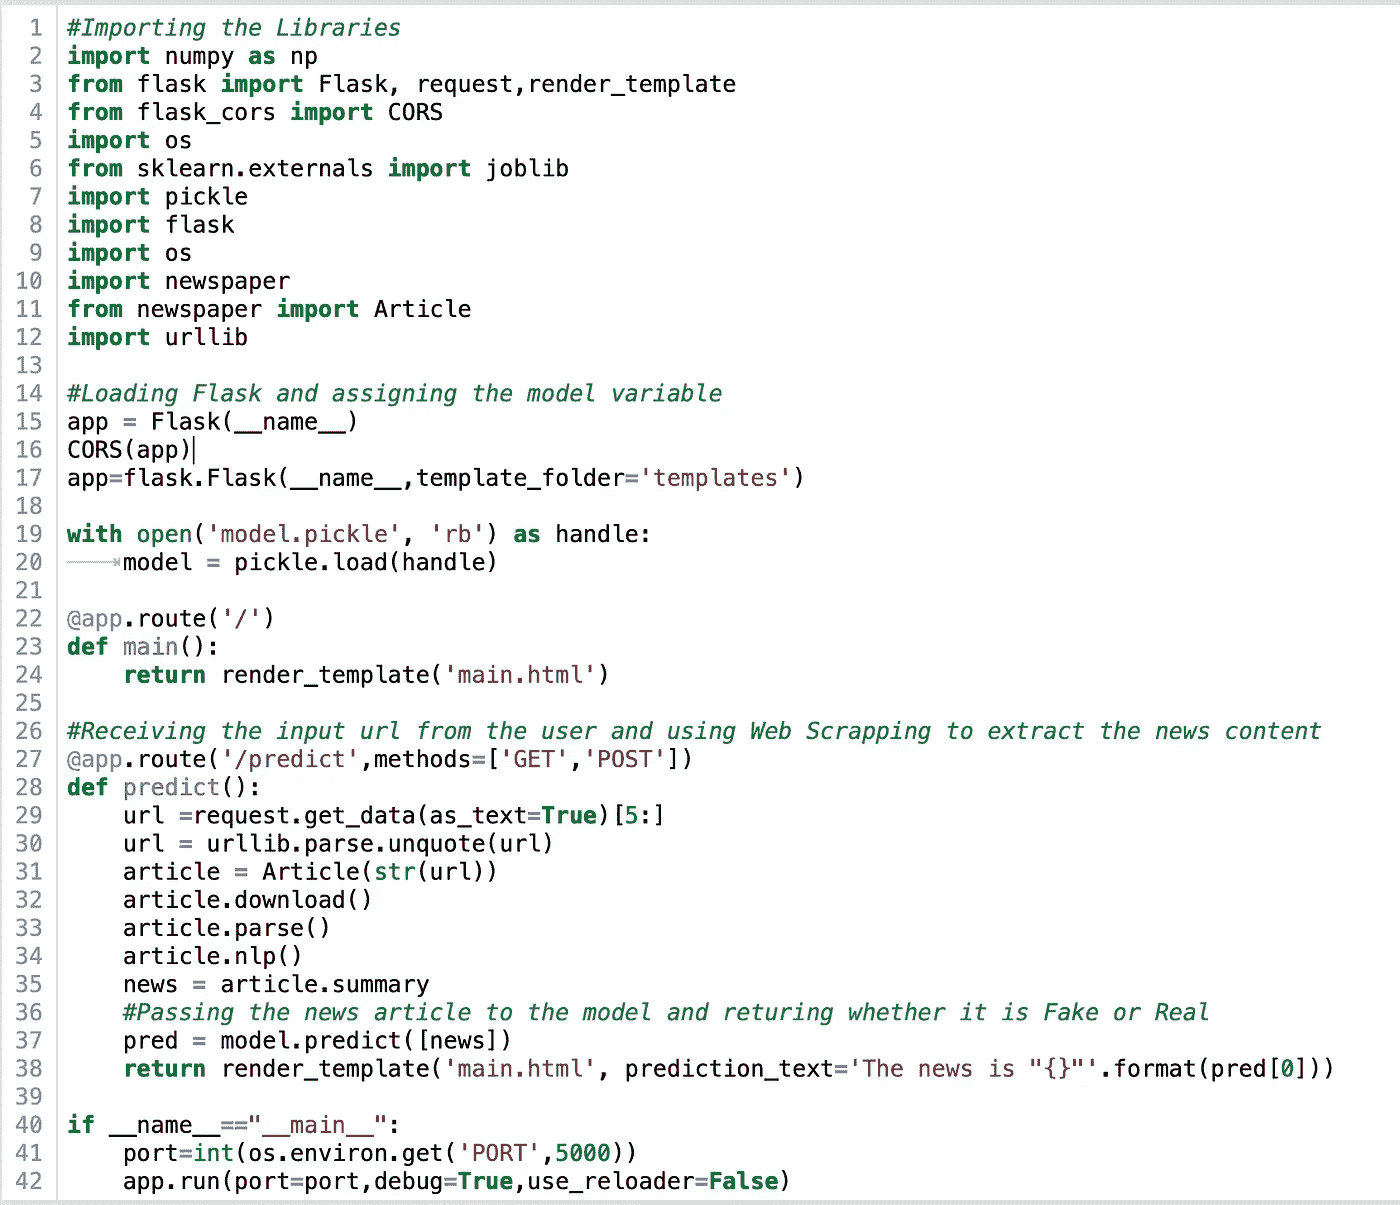 1 #Importing the Libraries
2 import numpy as np
3 from flask import Flask, request,render_template
4 from flask_cors import CORS
5 import os
6 from sklearn.externals import joblib
7 import pickle
8 import flask
9 import os
10 import newspaper
11 from newspaper import Article
12 import urllib
13
14 #Loading Flask and assigning the model variable
15 app = Flask(__name__)
16 CORS(app)
17 app=flask.Flask(__name__,template_folder='templates')
18
19 with open('model.pickle', 'rb') as handle:
20     model = pickle.load(handle)
21
22 @app.route('/')
23 def main():
24     return render_template('main.html')
25
26 #Receiving the input url from the user and using Web Scrapping to extract the news content
27 @app.route('/predict',methods=['GET','POST'])
28 def predict():
29     url =request.get_data(as_text=True)[5:]
30     url = urllib.parse.unquote(url)
31     article = Article(str(url))
32     article.download()
33     article.parse()
34     article.nlp()
35     news = article.summary
36     #Passing the news article to the model and returing whether it is Fake or Real
37     pred = model.predict([news])
38     return render_template('main.html', prediction_text='The news is "{}"'.format(pred[0]))
39
40 if __name__=="__main__":
41     port=int(os.environ.get('PORT',5000))
42     app.run(port=port,debug=True,use_reloader=False)